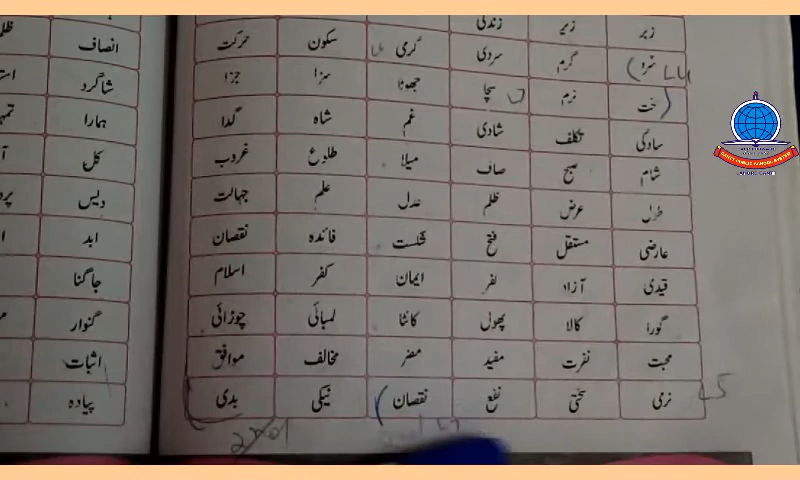 زبر زیر زندگی
سرد گرم سردی گرمی سکون حرکت
نرم سچا جھوٹا سزا جزا
سادگی تکلف شادی غم شاہ گدا
شام صبح صاف میلا طلوع غروب
طول عرض ظلم عدل علم جہالت
عارضی مستقل فتح شکست فائدہ نقصان
قیدی آزاد کفر ایمان کفر اسلام
گورا کالا پھول کانٹا لمبائی چوڑائی
محبت نفرت مفید مضر مخالف موافق
نرمی سختی نفع نقصان نیکی بدی
انصاف
شاگرد
ہمارا
کل
دیس
ابد
جاگنا
گنوار
اثبات
پیادہ